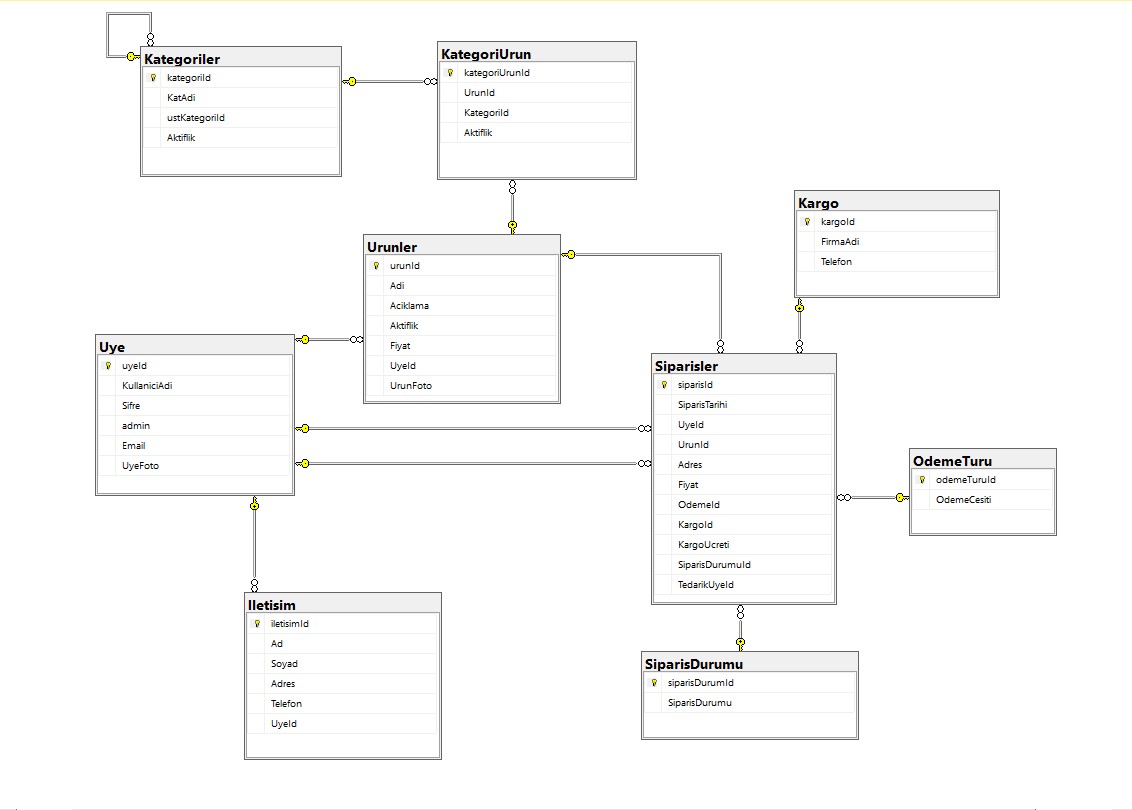 Kategoriler
kategoriId
KatAdi
ustKategoriId
Aktiflik
KategoriUrun
kategoriUrunId
UrunId
KategoriId
Aktiflik
Kargo
kargoId
FirmaAdi
Telefon
Urunler
urunId
Adi
Aciklama
Aktiflik
Fiyat
UyeId
UrunFoto
Uye
uyeId
KullaniciAdi
Sifre
admin
Email
UyeFoto
Siparisler
siparisId
SiparisTarihi
UyeId
UrunId
Adres
Fiyat
OdemeId
KargoId
KargoUcreti
SiparisDurumuId
TedarikUyeId
OdemeTuru
odemeTuruId
OdemeCesiti
Iletisim
iletisimId
Ad
Soyad
Adres
Telefon
UyeId
SiparisDurumu
siparisDurumId
SiparisDurumu